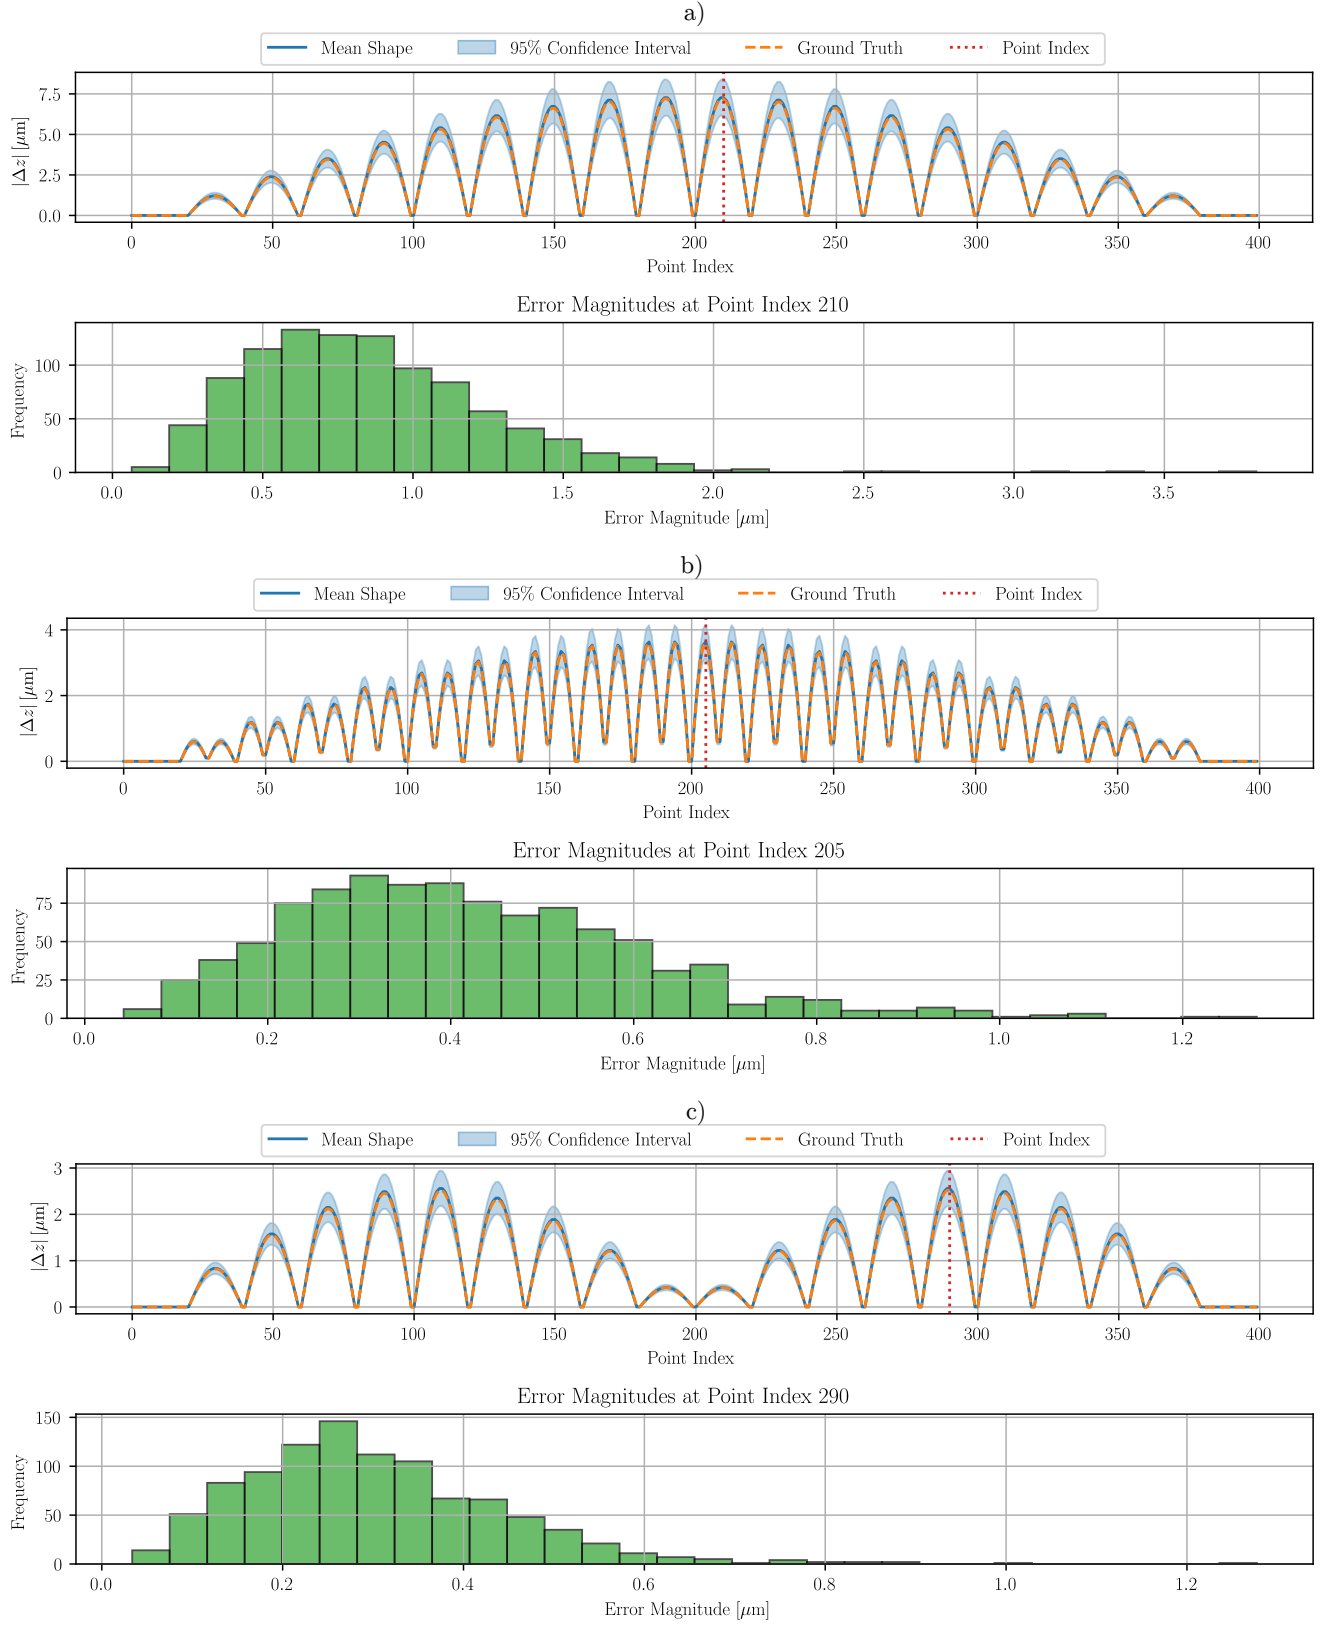 a)
Mean Shape 95% Confidence Interval Ground Truth Point Index
|Δz| [μm]
7.5
5.0
2.5
0.0
0 50 100 150 200 250 300 350 400
Point Index
Error Magnitudes at Point Index 210
Frequency
100
50
0
0.0 0.5 1.0 1.5 2.0 2.5 3.0 3.5
Error Magnitude [μm]
b)
Mean Shape 95% Confidence Interval Ground Truth Point Index
|Δz| [μm]
4
2
0
0 50 100 150 200 250 300 350 400
Point Index
Error Magnitudes at Point Index 205
Frequency
75
50
25
0
0.0 0.2 0.4 0.6 0.8 1.0 1.2
Error Magnitude [μm]
c)
Mean Shape 95% Confidence Interval Ground Truth Point Index
|Δz| [μm]
3
2
1
0
0 50 100 150 200 250 300 350 400
Point Index
Error Magnitudes at Point Index 290
Frequency
150
100
50
0
0.0 0.2 0.4 0.6 0.8 1.0 1.2
Error Magnitude [μm]